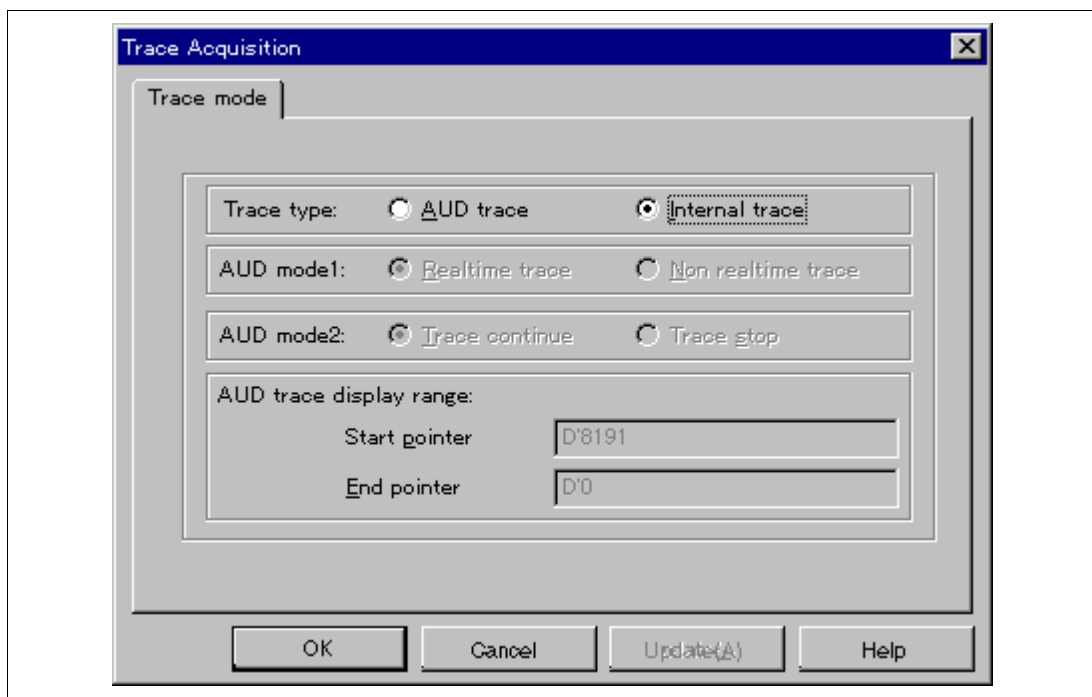 Trace Acquisition
Trace mode
Trace type: AUD trace Internal trace
AUD mode1: Realtime trace Non realtime trace
AUD mode2: Trace continue Trace stop
AUD trace display range:
Start pointer D'8191
End pointer D'0
OK Cancel Update(A) Help